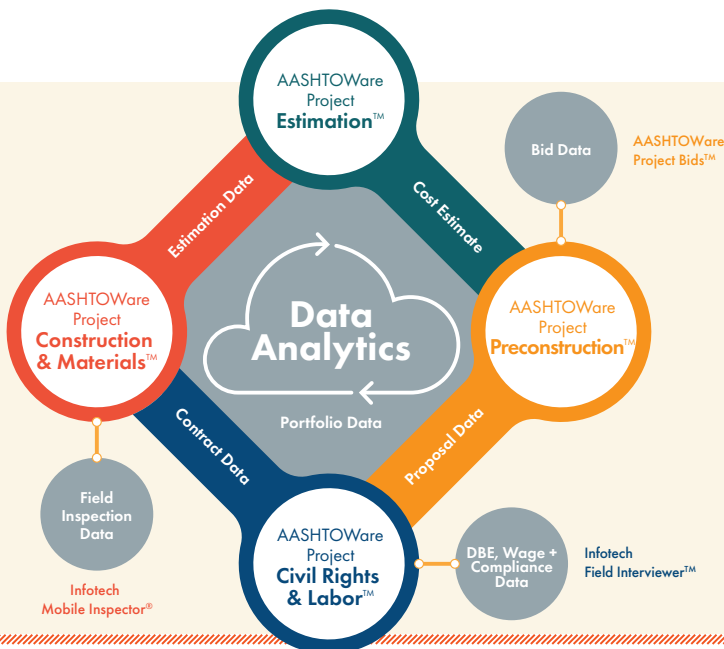 AASHTOWare
Project
Estimation™
Bid Data
AASHTOWare
Project Bids™
Estimation Data
Cost Estimate
AASHTOWare
Project
Construction
& Materials™
Data
Analytics
Portfolio Data
AASHTOWare
Project
Preconstruction™
Contract Data
Proposal Data
Field
Inspection
Data
Infotech
Mobile Inspector®
AASHTOWare
Project
Civil Rights
& Labor™
DBE, Wage +
Compliance
Data
Infotech
Field Interviewer™